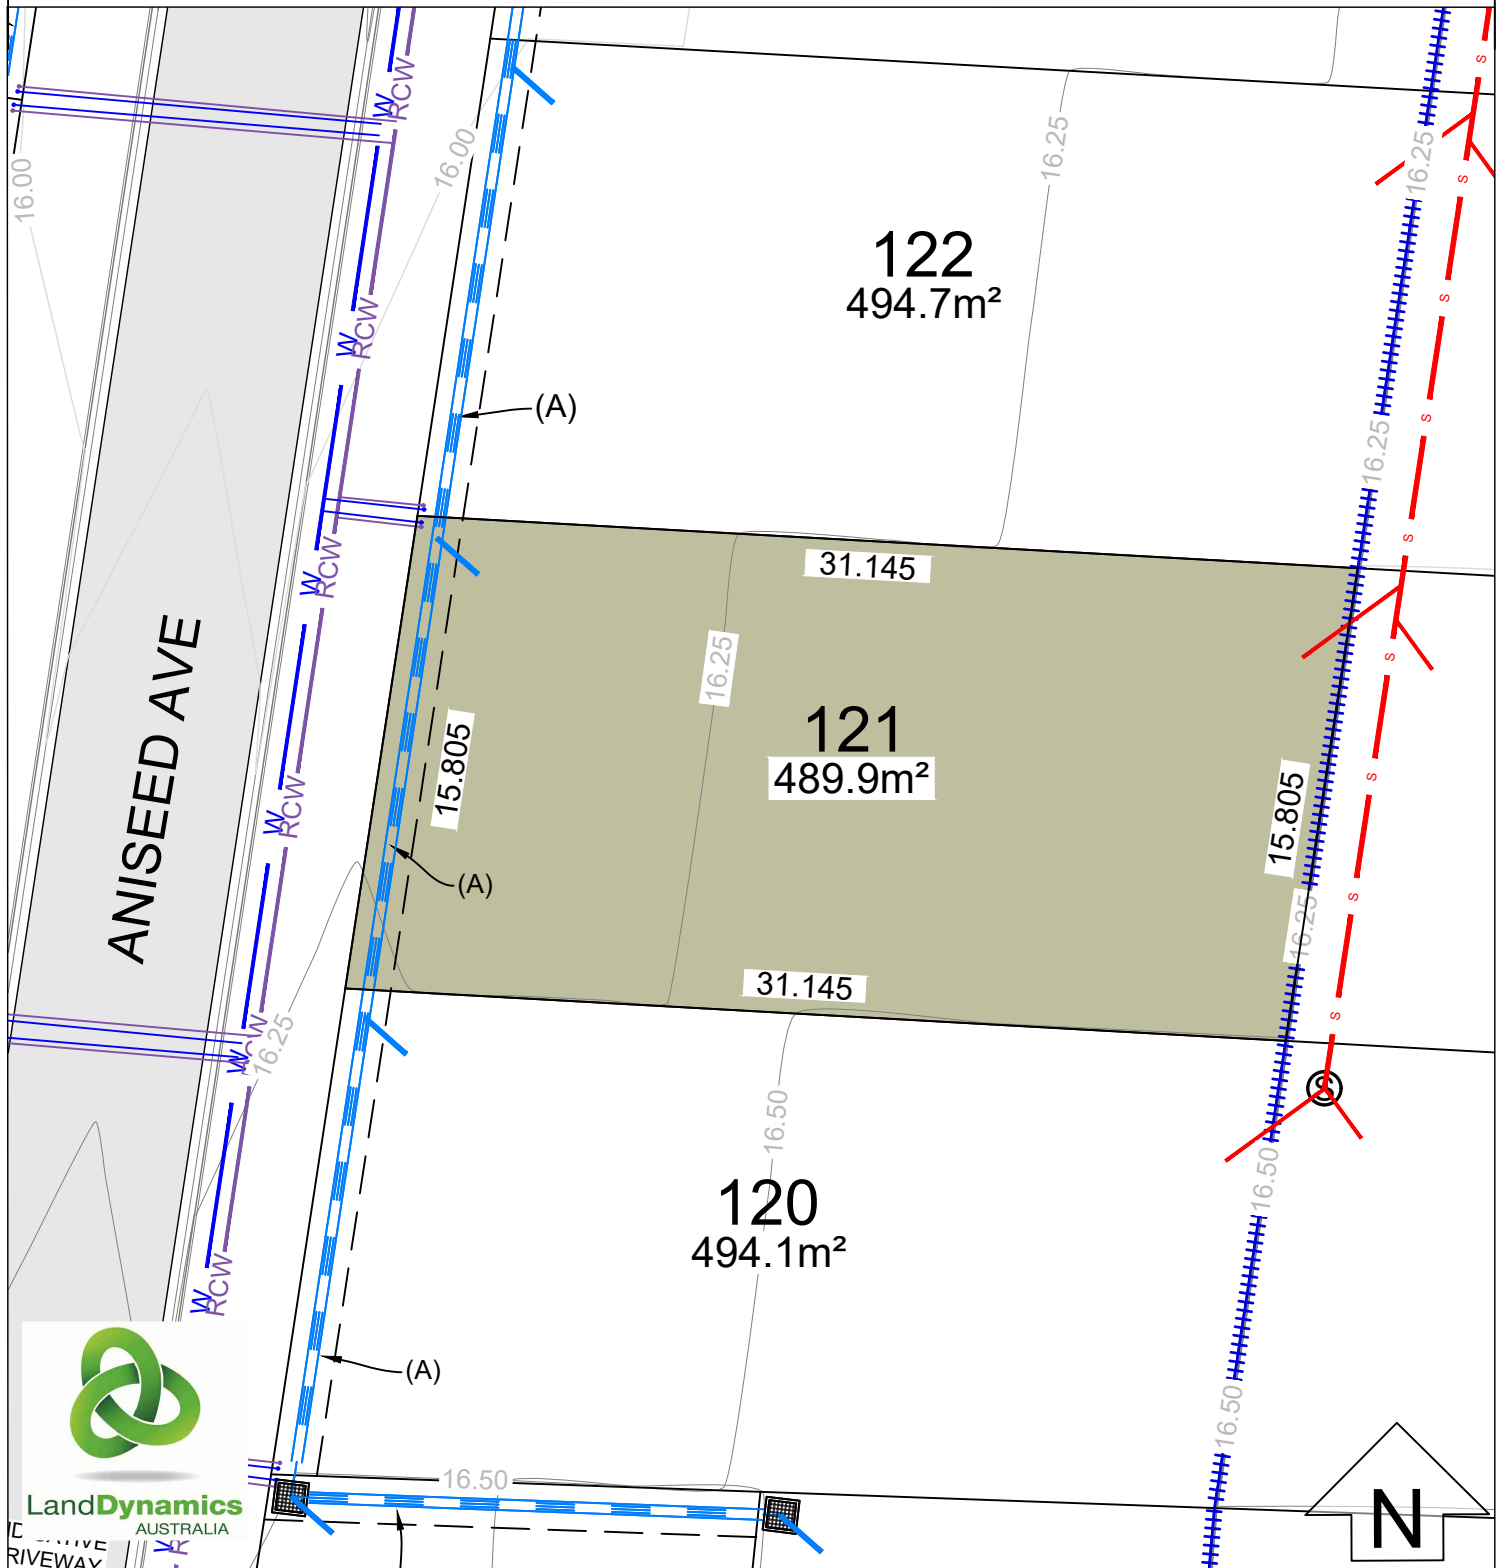 16.00
W
RCW
16.00
16.25
16.25
s
s
122
494.7m²
s
W
RCW
(A)
16.25
s
s
31.145
W
RCW
16.25
s
ANISEED AVE
121
489.9m²
15.805
15.805
s
W
RCW
(A)
16.25
s
31.145
s
W
RCW
16.25
S
16.50
16.50
120
494.1m²
W
RCW
(A)
16.50
16.50
LandDynamics
AUSTRALIA
N
W
R
RIVEWAY